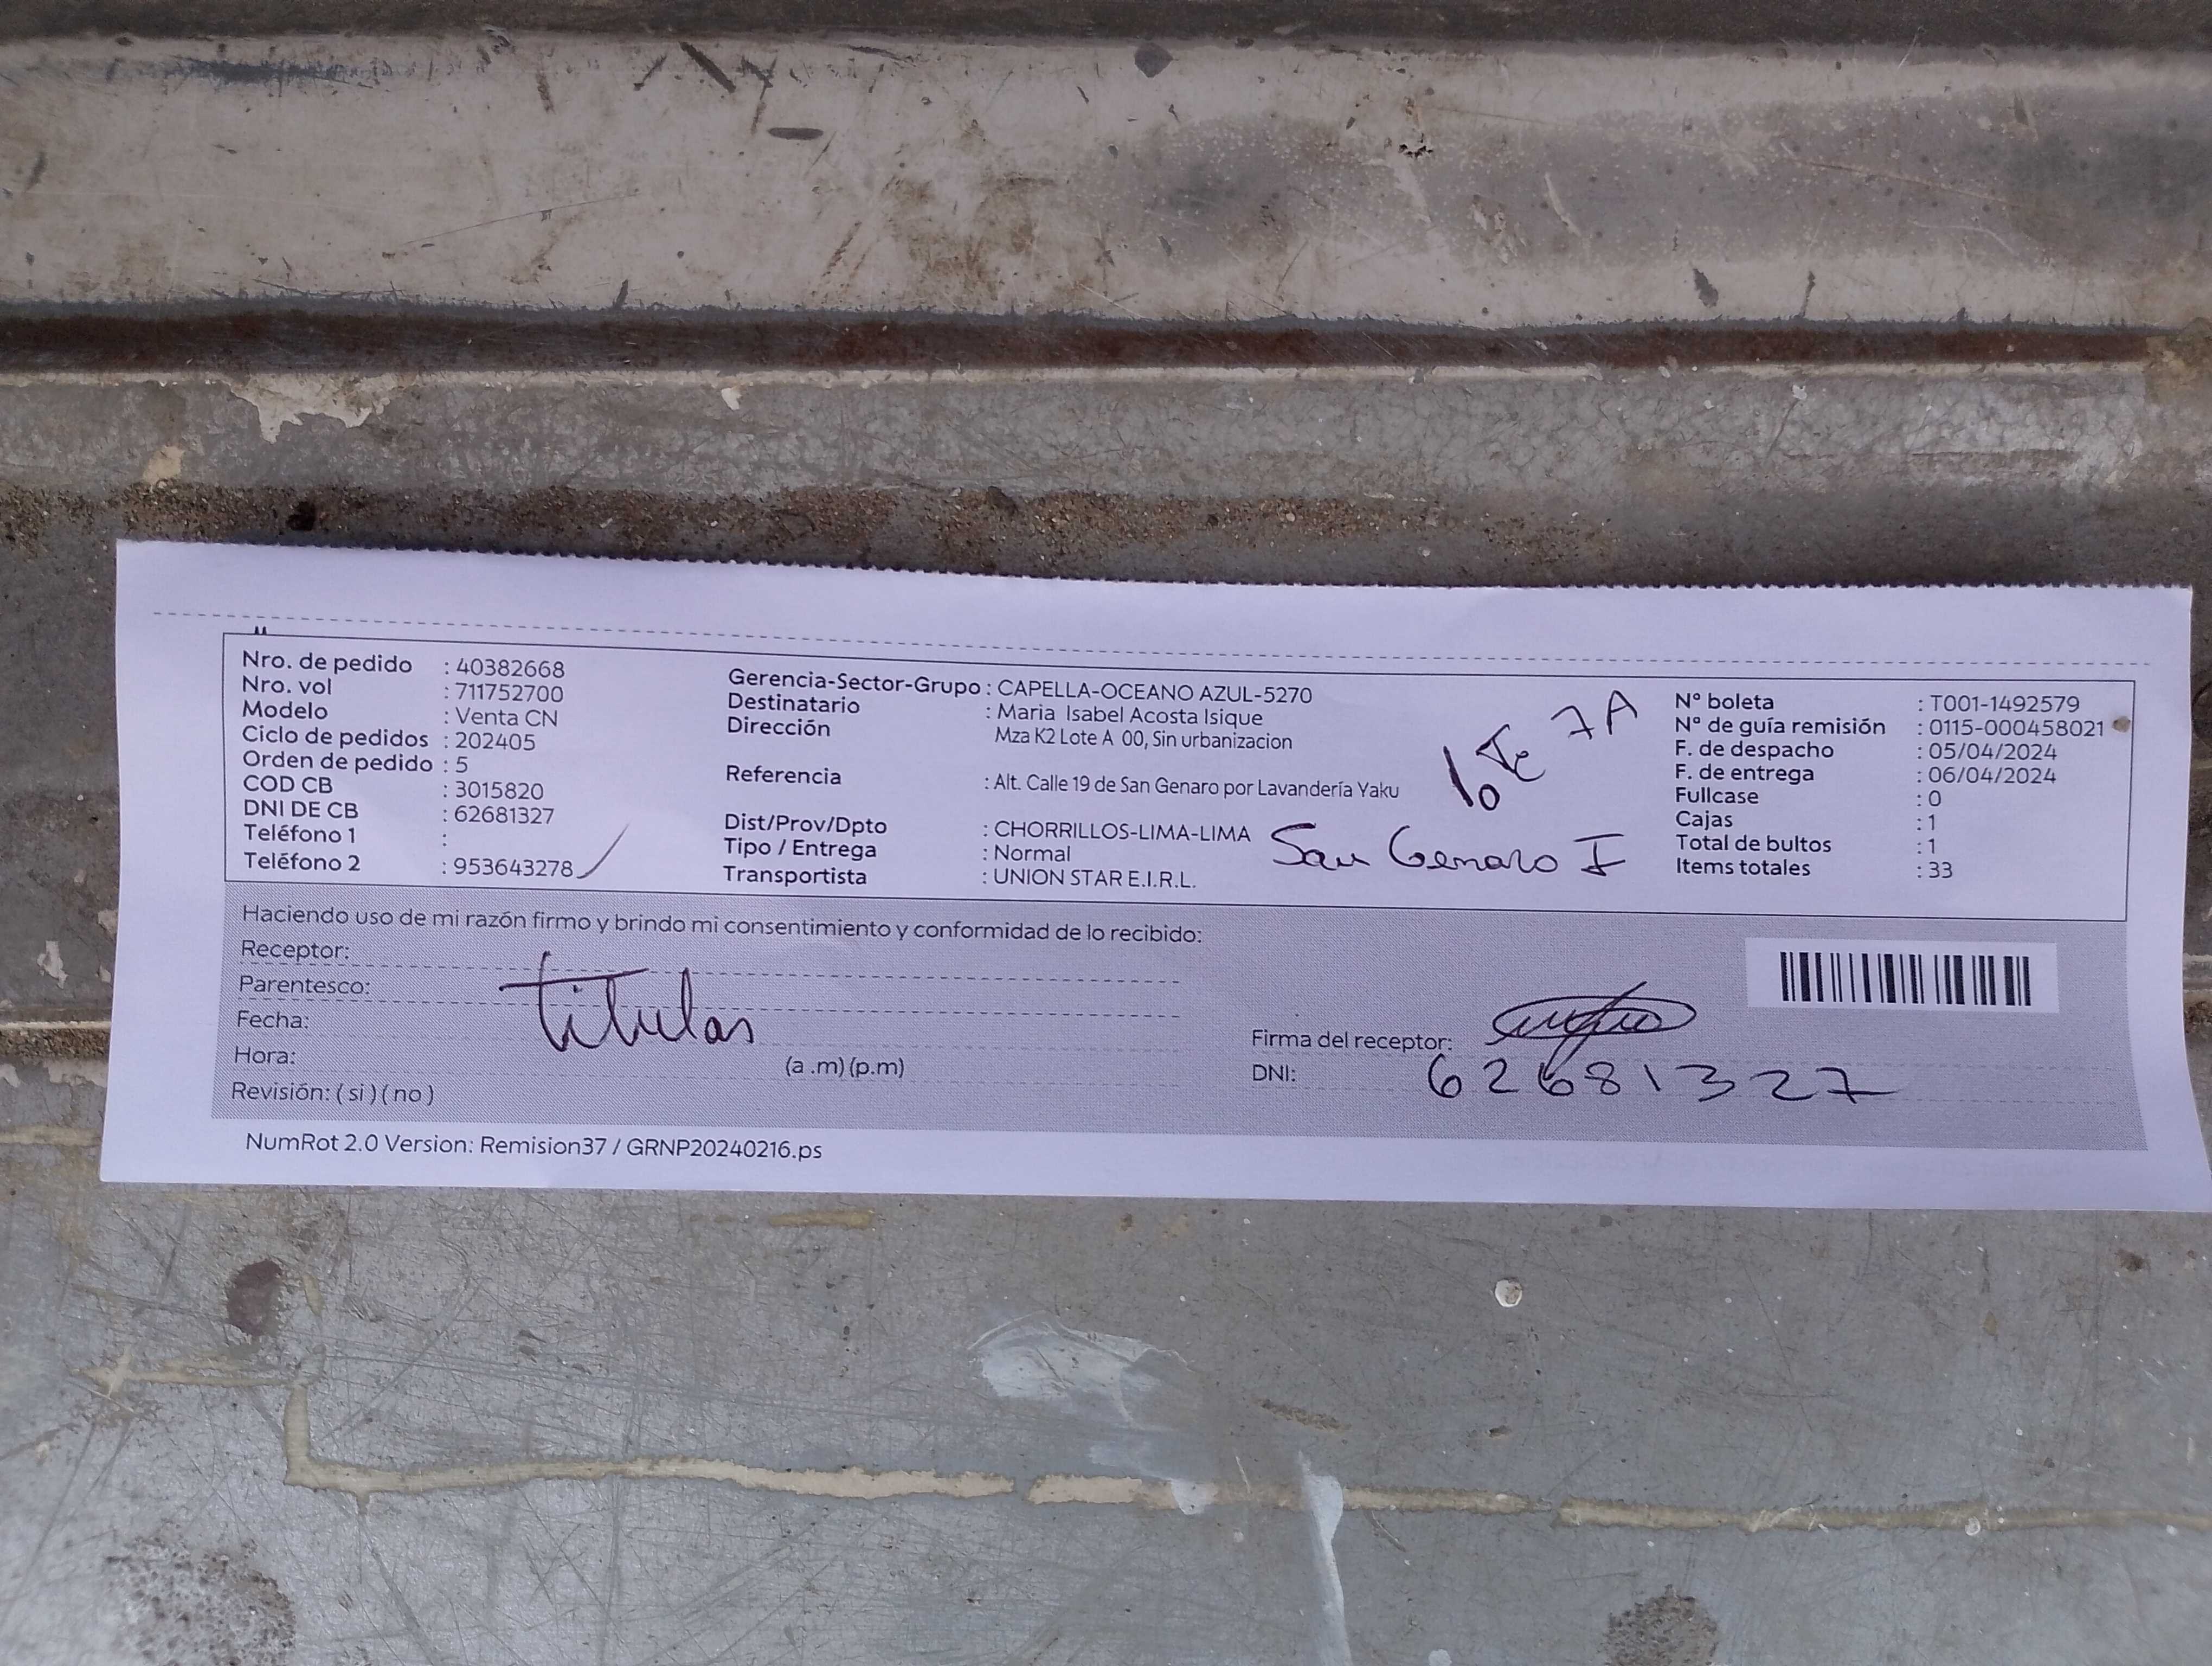 Nro. de pedido : 40382668
Nro. vol : 711752700
Modelo : Venta CN
Ciclo de pedidos : 202405
Orden de pedido : 5
COD CB : 3015820
DNI DE CB : 62681327
Teléfono 1 :
Teléfono 2 : 953643278
Gerencia-Sector-Grupo : CAPELLA-OCEANO AZUL-5270
Destinatario : Maria Isabel Acosta Isique
Dirección Mza K2 Lote A 00, Sin urbanizacion
Referencia : Alt. Calle 19 de San Genaro por Lavandería Yaku
Dist/Prov/Dpto : CHORRILLOS-LIMA-LIMA
Tipo / Entrega : Normal
Transportista : UNION STAR E.I.R.L.
loTe 7A
San Genaro I
N° boleta : T001-1492579
N° de guía remisión : 0115-000458021
F. de despacho : 05/04/2024
F. de entrega : 06/04/2024
Fullcase : 0
Cajas : 1
Total de bultos : 1
Items totales : 33
Haciendo uso de mi razón firmo y brindo mi consentimiento y conformidad de lo recibido:
Receptor:
Parentesco:
titular
Fecha:
Hora: (a .m) (p.m)
Revisión: ( si ) ( no )
Firma del receptor:
DNI: 62681327
NumRot 2.0 Version: Remision37 / GRNP20240216.ps